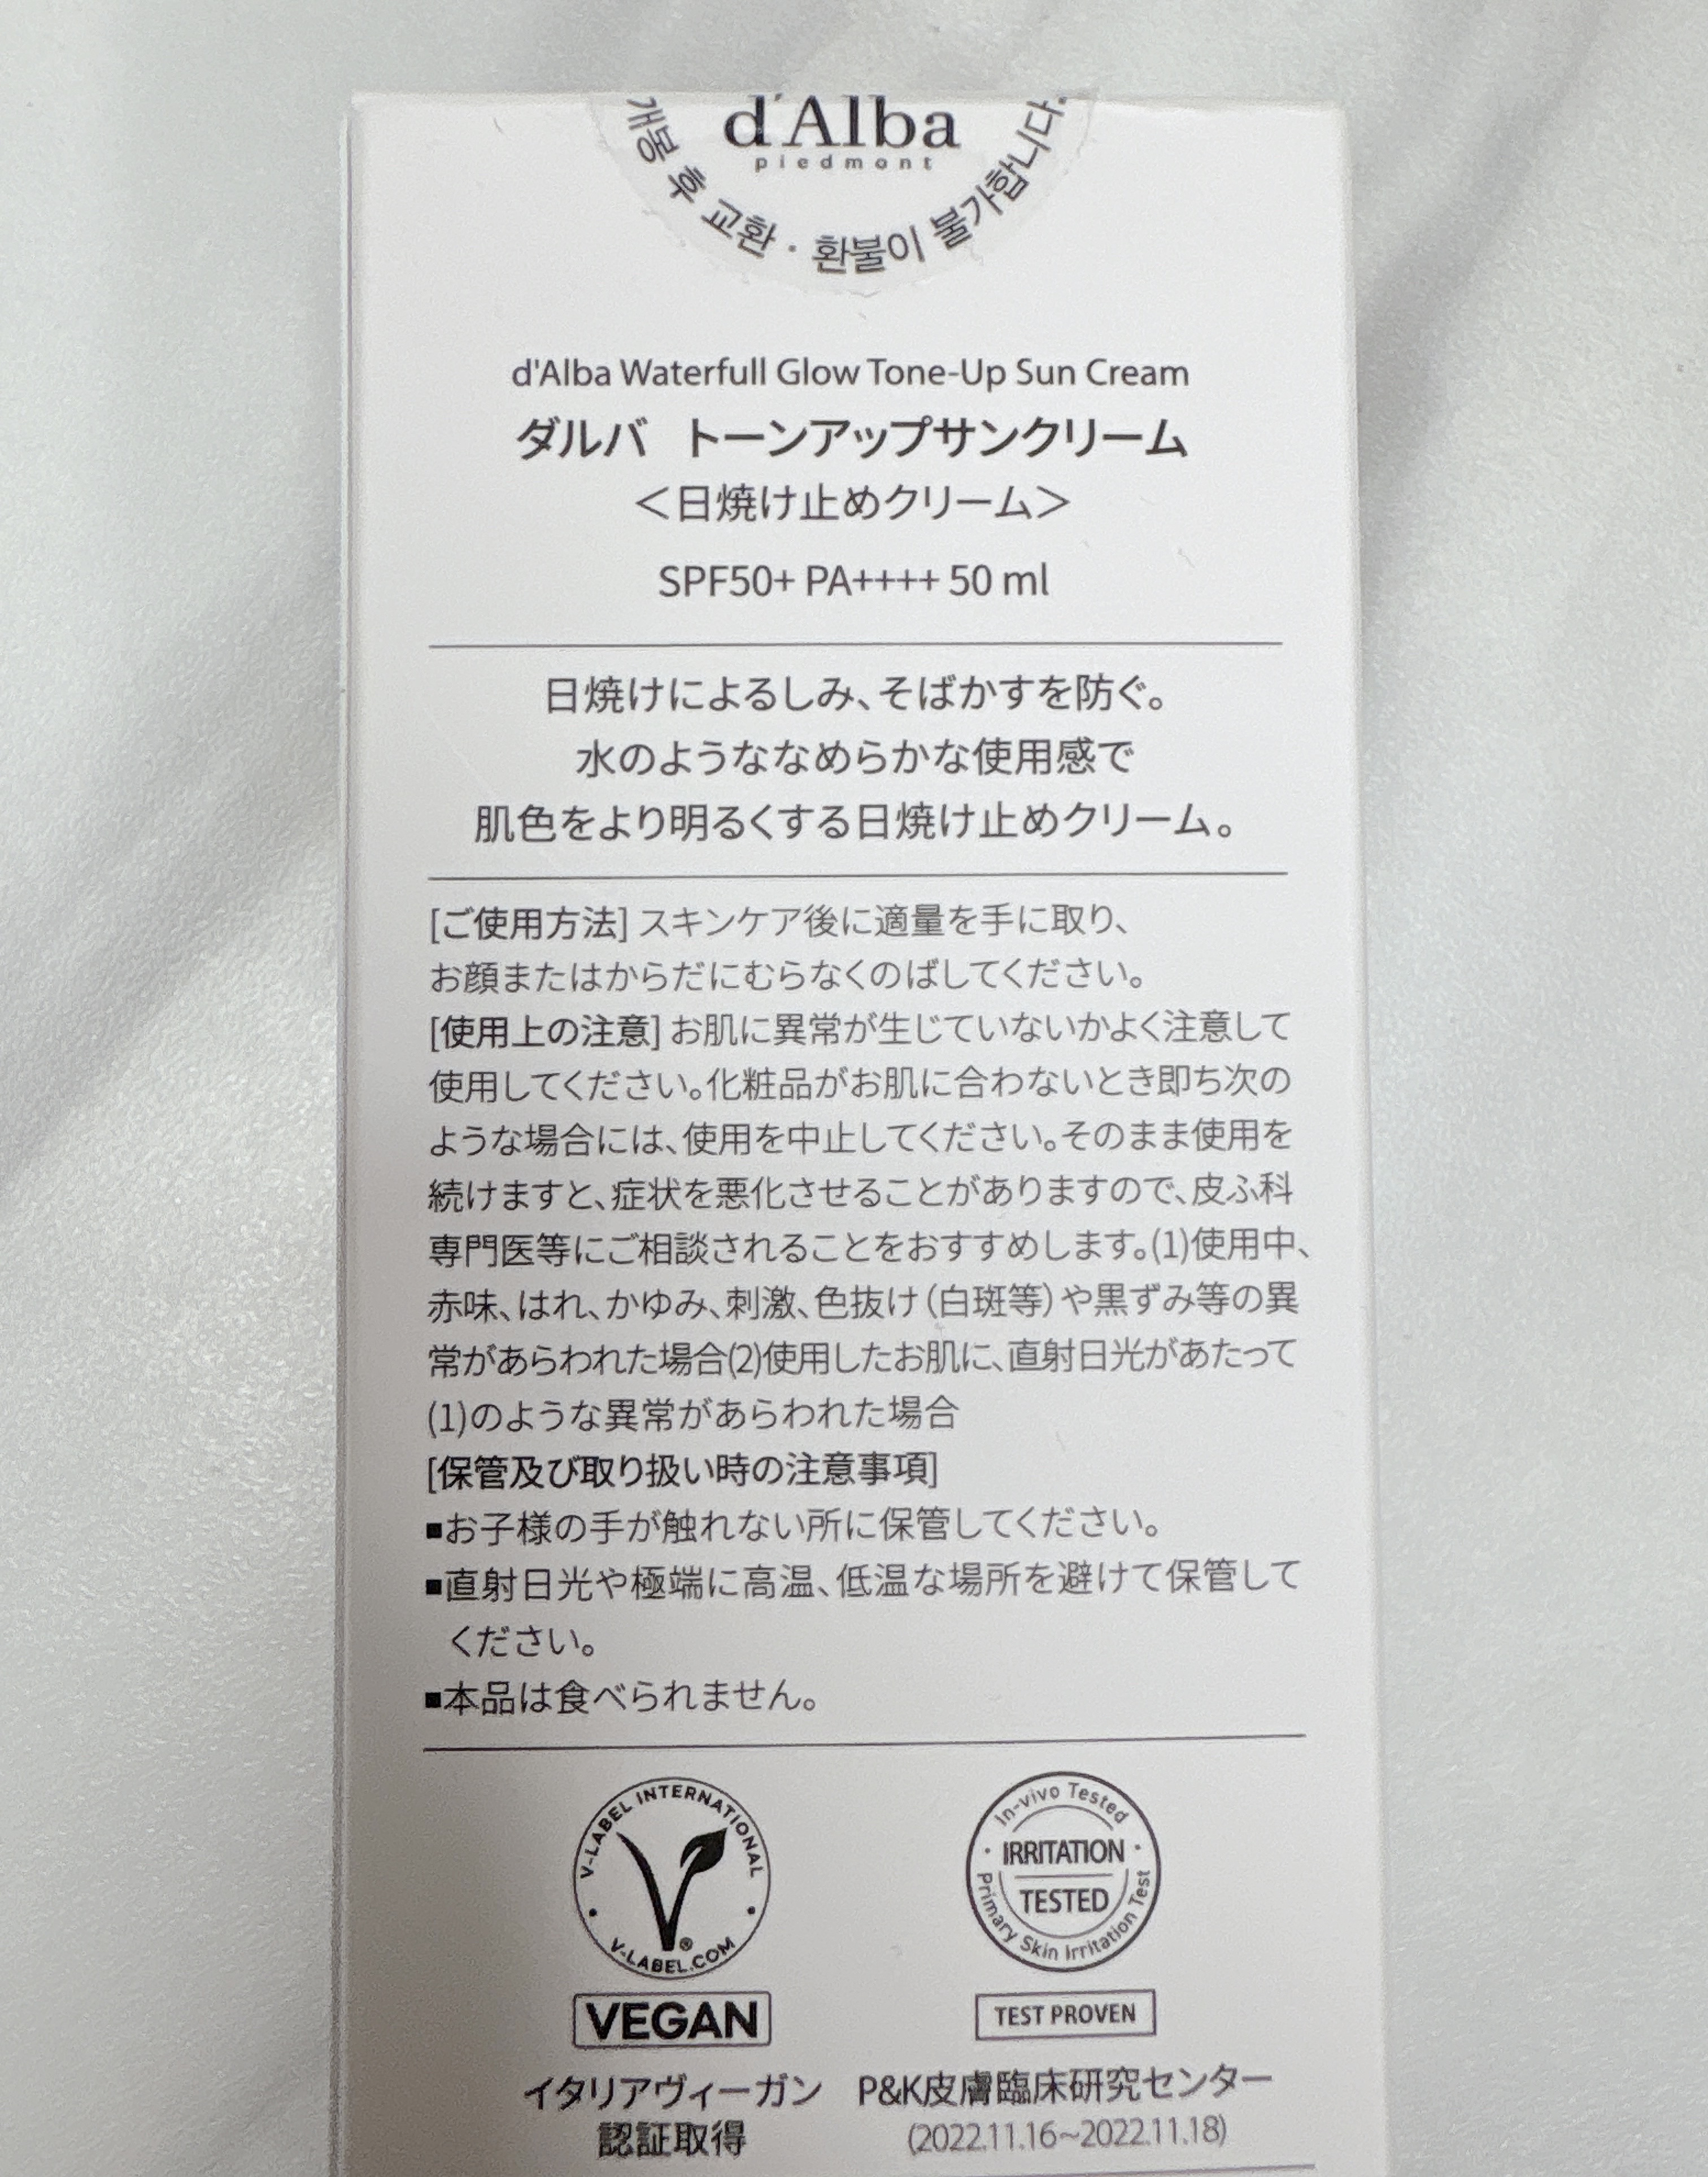 d'Alba
piedmont
개봉 후 교환 · 환불이 불가합니다.
d'Alba Waterfull Glow Tone-Up Sun Cream
ダルバ トーンアップサンクリーム
＜日焼け止めクリーム＞
SPF50+ PA++++ 50 ml
日焼けによるしみ、そばかすを防ぐ。
水のようななめらかな使用感で
肌色をより明るくする日焼け止めクリーム。
[ご使用方法] スキンケア後に適量を手に取り、
お顔またはからだにむらなくのばしてください。
[使用上の注意] お肌に異常が生じていないかよく注意して
使用してください。化粧品がお肌に合わないとき即ち次の
ような場合には、使用を中止してください。そのまま使用を
続けますと、症状を悪化させることがありますので、皮ふ科
専門医等にご相談されることをおすすめします。(1)使用中、
赤味、はれ、かゆみ、刺激、色抜け（白斑等）や黒ずみ等の異
常があらわれた場合(2)使用したお肌に、直射日光があたって
(1)のような異常があらわれた場合
[保管及び取り扱い時の注意事項]
■お子様の手が触れない所に保管してください。
■直射日光や極端に高温、低温な場所を避けて保管して
ください。
■本品は食べられません。
V-LABEL INTERNATIONAL
V-LABEL.COM
VEGAN
イタリアヴィーガン
認証取得
In-vivo Tested
IRRITATION
TESTED
Primary Skin Irritation Test
TEST PROVEN
P&K皮膚臨床研究センター
(2022.11.16~2022.11.18)